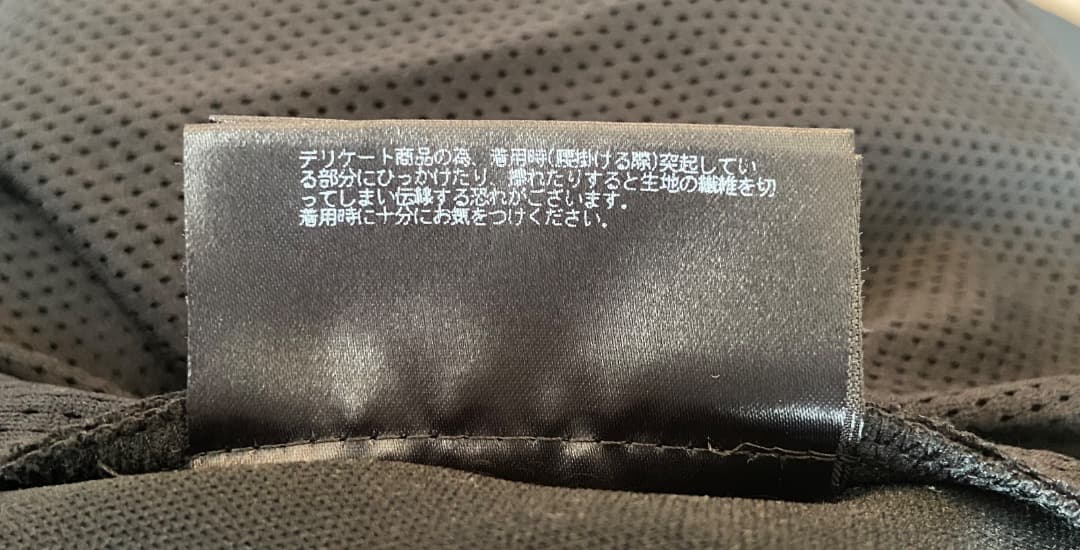 デリケート商品の為、着用時(腰掛ける際)突起してい
る部分にひっかけたり、擦れたりすると生地の繊維を切
ってしまい伝線する恐れがございます。
着用時に十分にお気をつけください。